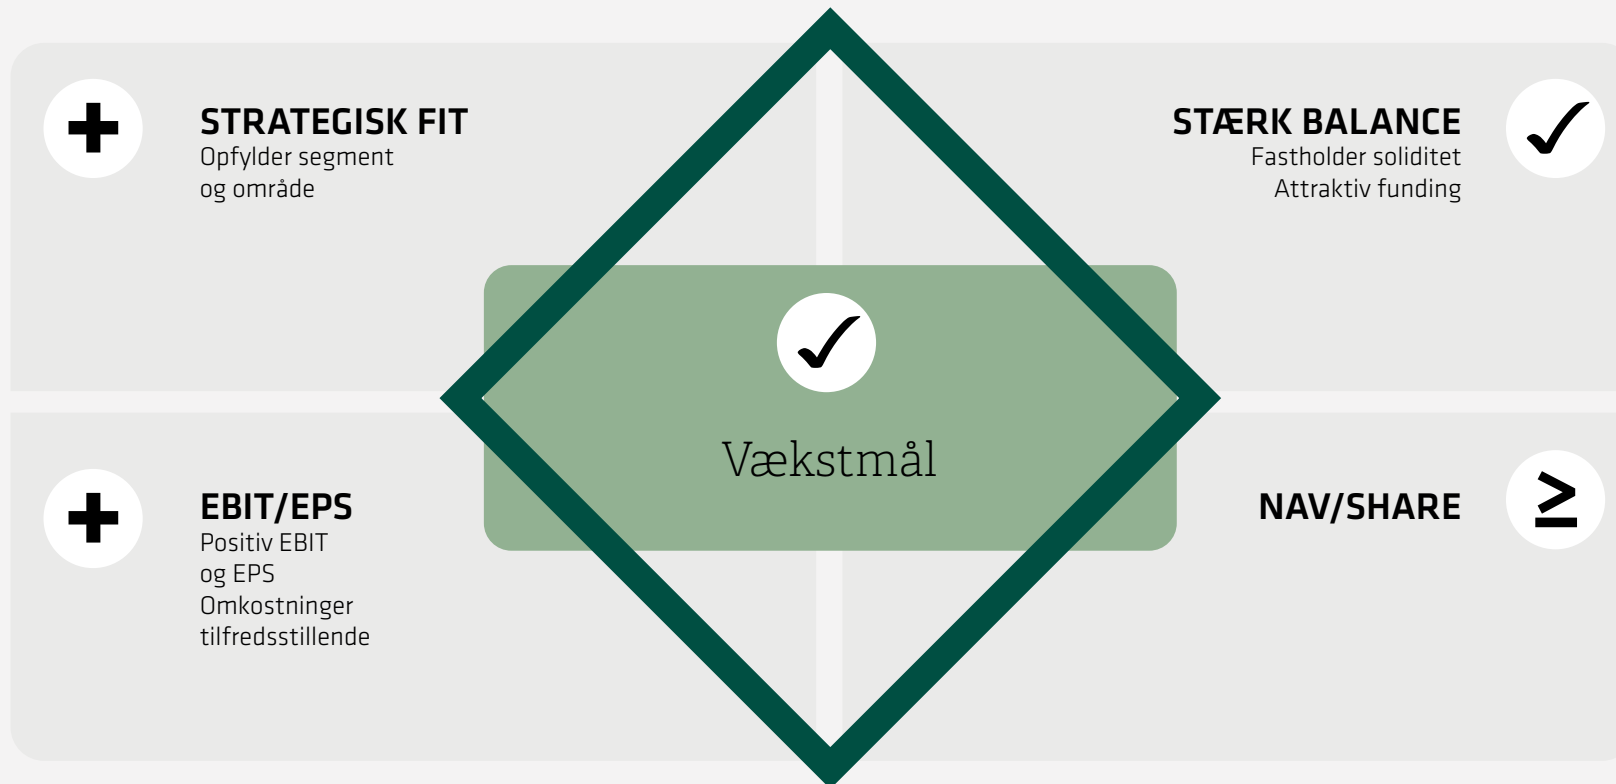 STRATEGISK FIT
Opfylder segment
og område
STÆRK BALANCE
Fastholder soliditet
Attraktiv funding
Vækstmål
EBIT/EPS
Positiv EBIT
og EPS
Omkostninger
tilfredsstillende
NAV/SHARE
≥